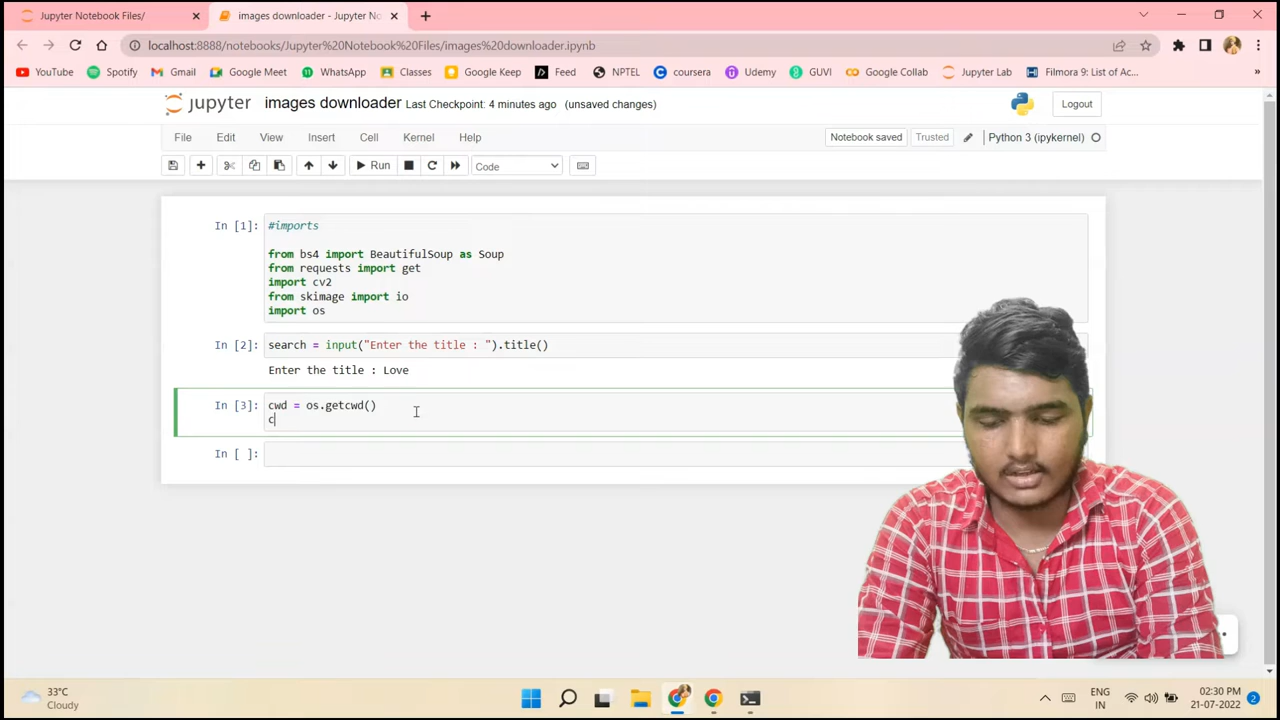 Jupyter Notebook Files/
images downloader - Jupyter No
localhost:8888/notebooks/Jupyter%20Notebook%20Files/images%20downloader.ipynb
YouTube Spotify Gmail Google Meet WhatsApp Classes Google Keep Feed NPTEL coursera Udemy GUVI Google Collab Jupyter Lab Filmora 9: List of Ac... »
jupyter images downloader Last Checkpoint: 4 minutes ago (unsaved changes) Logout
File Edit View Insert Cell Kernel Help Notebook saved Trusted Python 3 (ipykernel)
Run Code
In [1]: #imports
from bs4 import BeautifulSoup as Soup
from requests import get
import cv2
from skimage import io
import os
In [2]: search = input("Enter the title : ").title()
Enter the title : Love
In [3]: cwd = os.getcwd()
c
In [ ]:
33°C
Cloudy
ENG
IN
02:30 PM
21-07-2022
2